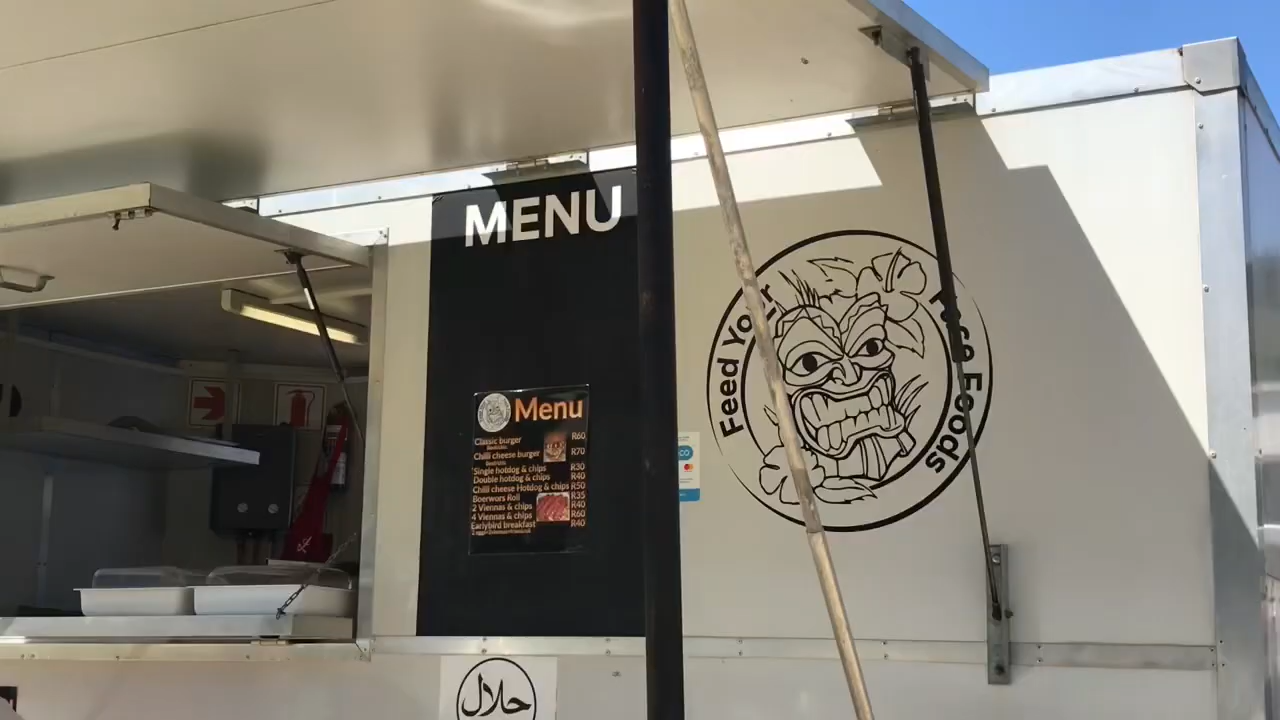 MENU
Menu
Classic burger R60
Chilli cheese burger R70
Single hotdog & chips R30
Double hotdog & chips R40
Chilli cheese Hotdog & chips R50
Boerwors Roll R35
2 Viennas & chips R40
4 Viennas & chips R60
Earlybird breakfast R40
Feed Your
Foods
حلال